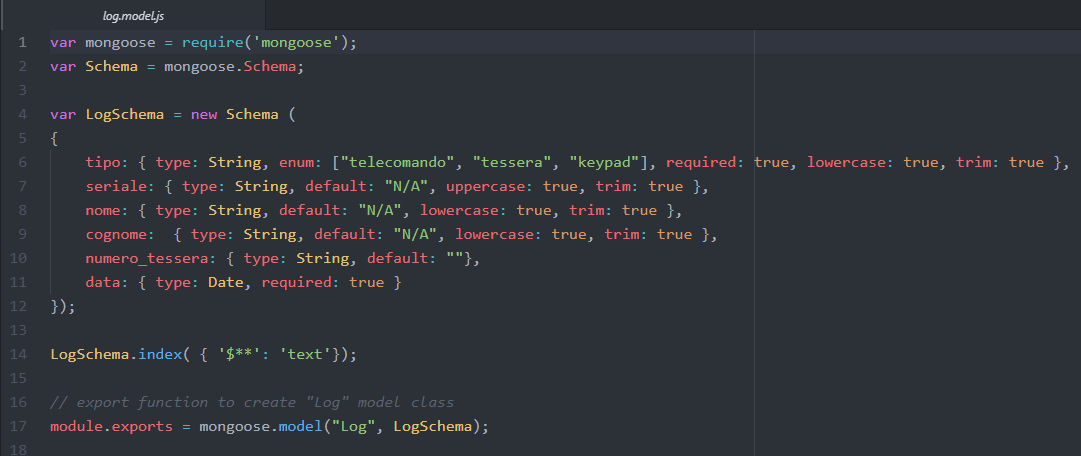 log.model.js
1 var mongoose = require('mongoose');
2 var Schema = mongoose.Schema;
3
4 var LogSchema = new Schema (
5 {
6     tipo: { type: String, enum: ["telecomando", "tessera", "keypad"], required: true, lowercase: true, trim: true },
7     seriale: { type: String, default: "N/A", uppercase: true, trim: true },
8     nome: { type: String, default: "N/A", lowercase: true, trim: true },
9     cognome:  { type: String, default: "N/A", lowercase: true, trim: true },
10     numero_tessera: { type: String, default: ""},
11     data: { type: Date, required: true }
12 });
13
14 LogSchema.index( { '$**': 'text'});
15
16 // export function to create "Log" model class
17 module.exports = mongoose.model("Log", LogSchema);
18